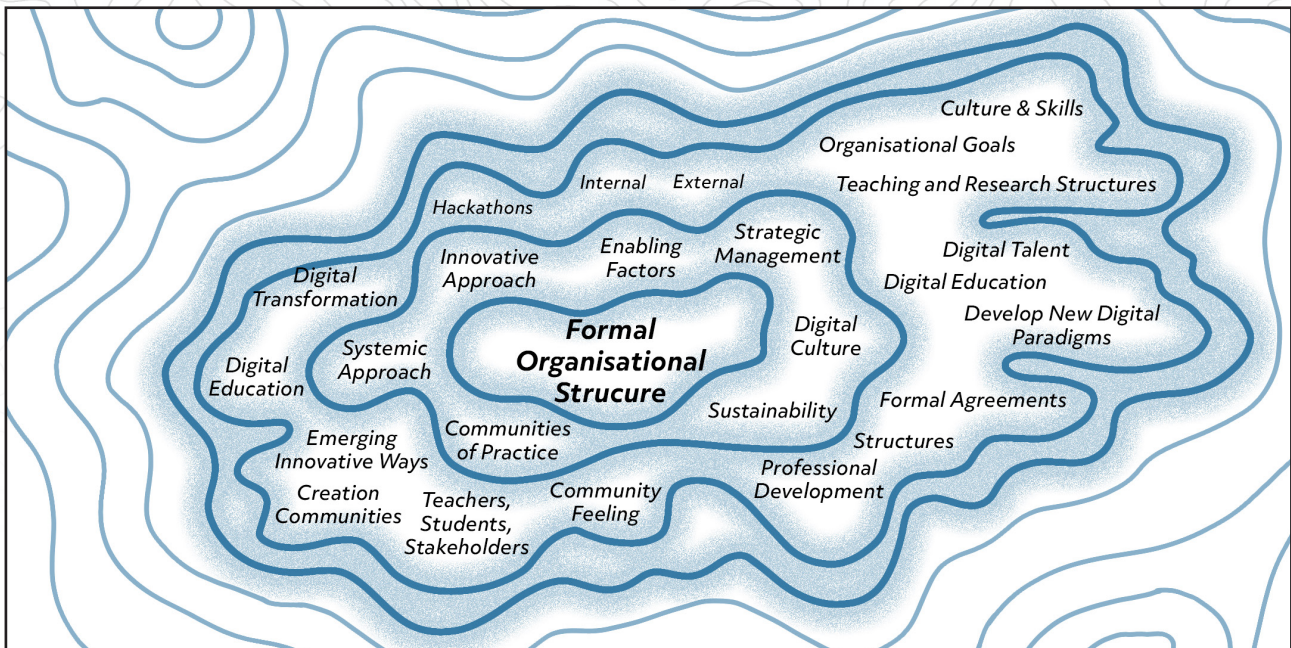 Culture & Skills
Organisational Goals
Teaching and Research Structures
Internal
External
Hackathons
Strategic
Management
Enabling
Factors
Innovative
Approach
Digital Talent
Digital Education
Develop New Digital
Paradigms
Digital
Transformation
Formal
Organisational
Strucure
Digital
Culture
Systemic
Approach
Digital
Education
Sustainability
Formal Agreements
Structures
Communities
of Practice
Emerging
Innovative Ways
Professional
Development
Creation
Communities
Teachers,
Students,
Stakeholders
Community
Feeling